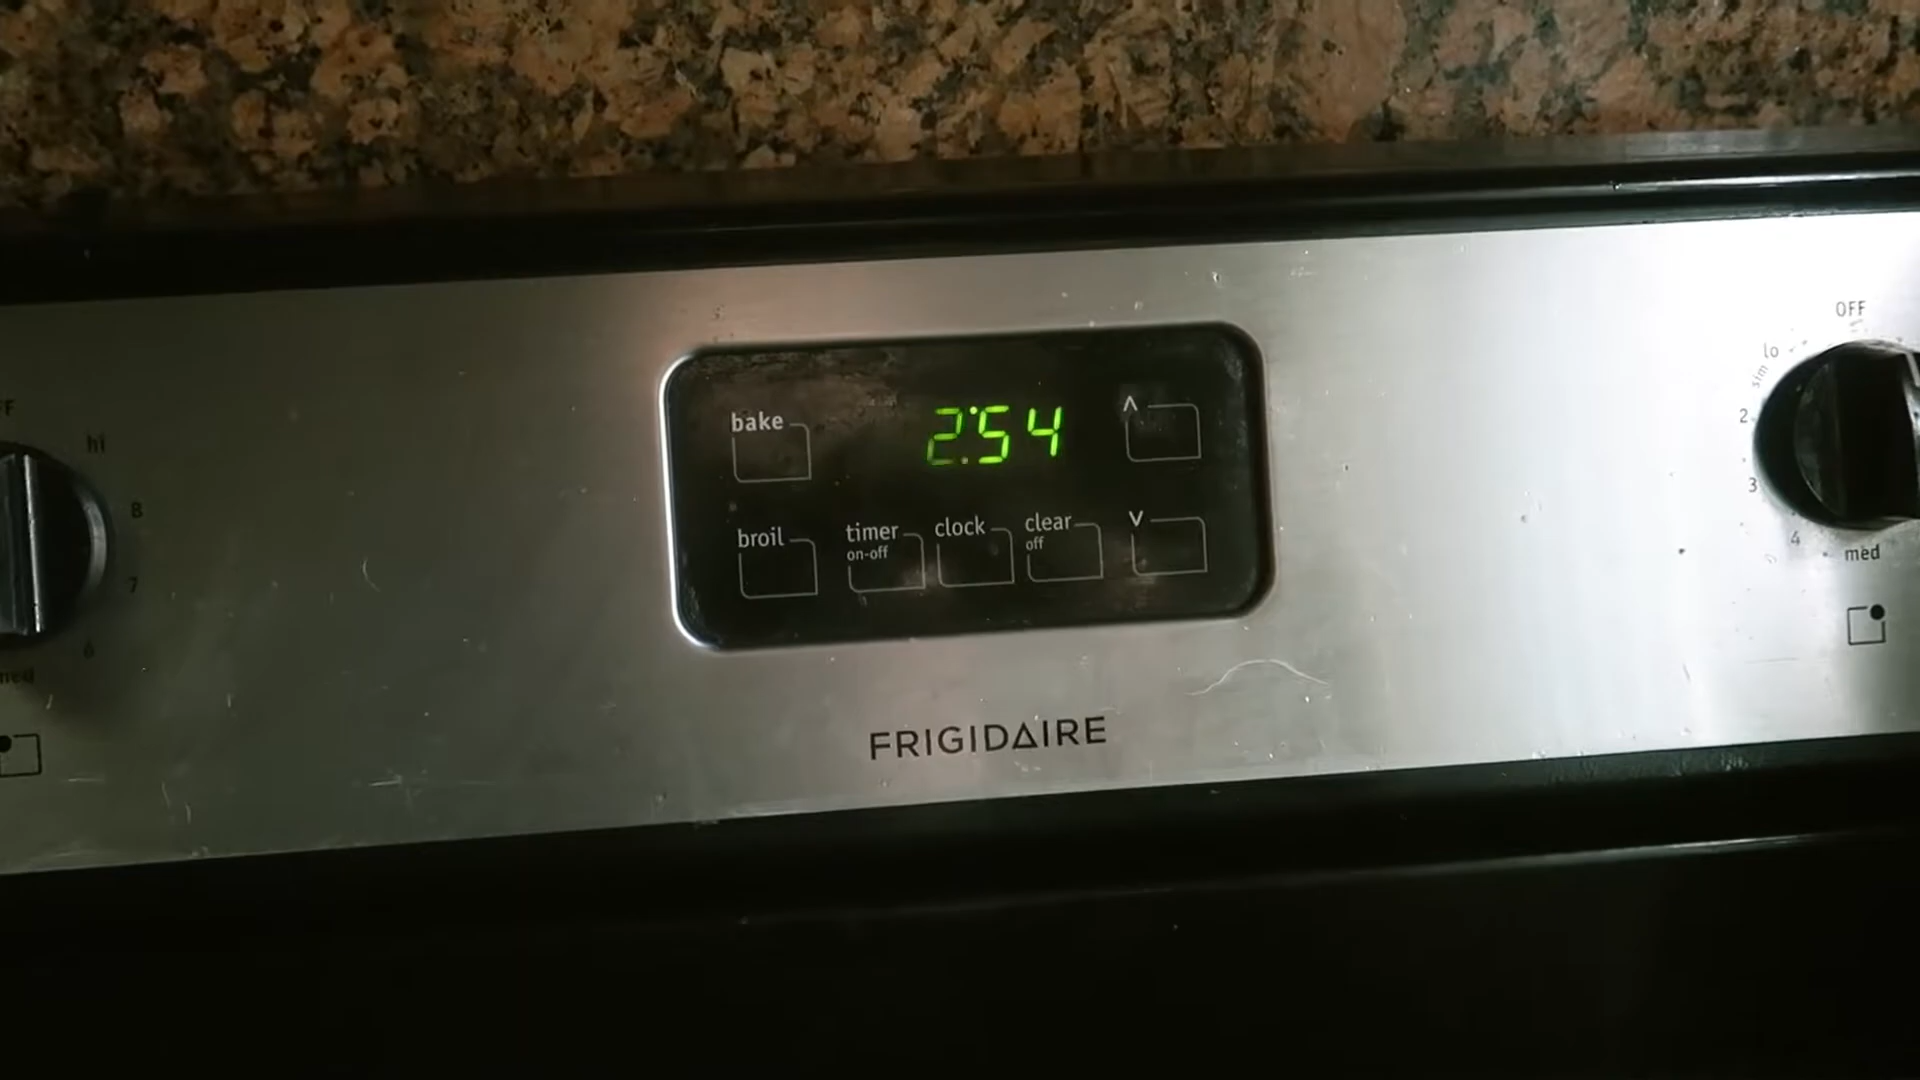 OFF
lo
sim
2
3
4
med
hi
8
7
6
med
bake
2:54
^
broil
timer
on-off
clock
clear
off
v
FRIGIDAIRE